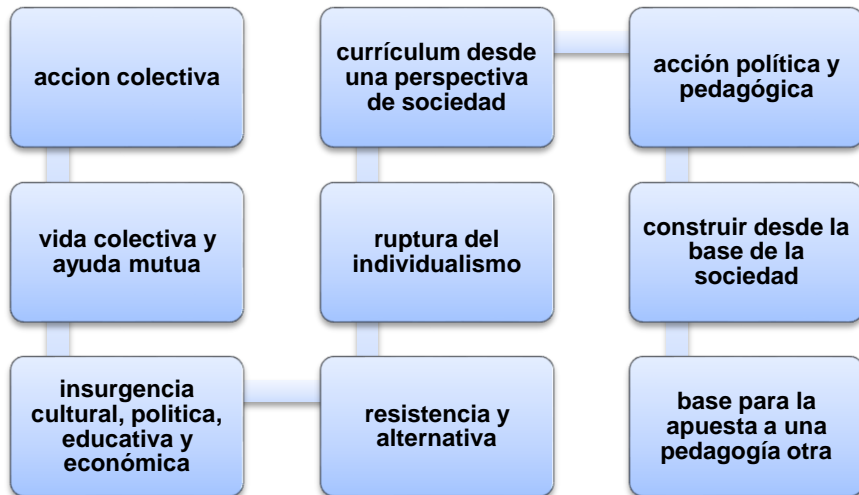 accion colectiva
vida colectiva y
ayuda mutua
insurgencia
cultural, politica,
educativa y
económica
resistencia y
alternativa
ruptura del
individualismo
currículum desde
una perspectiva
de sociedad
acción política y
pedagógica
construir desde la
base de la
sociedad
base para la
apuesta a una
pedagogía otra